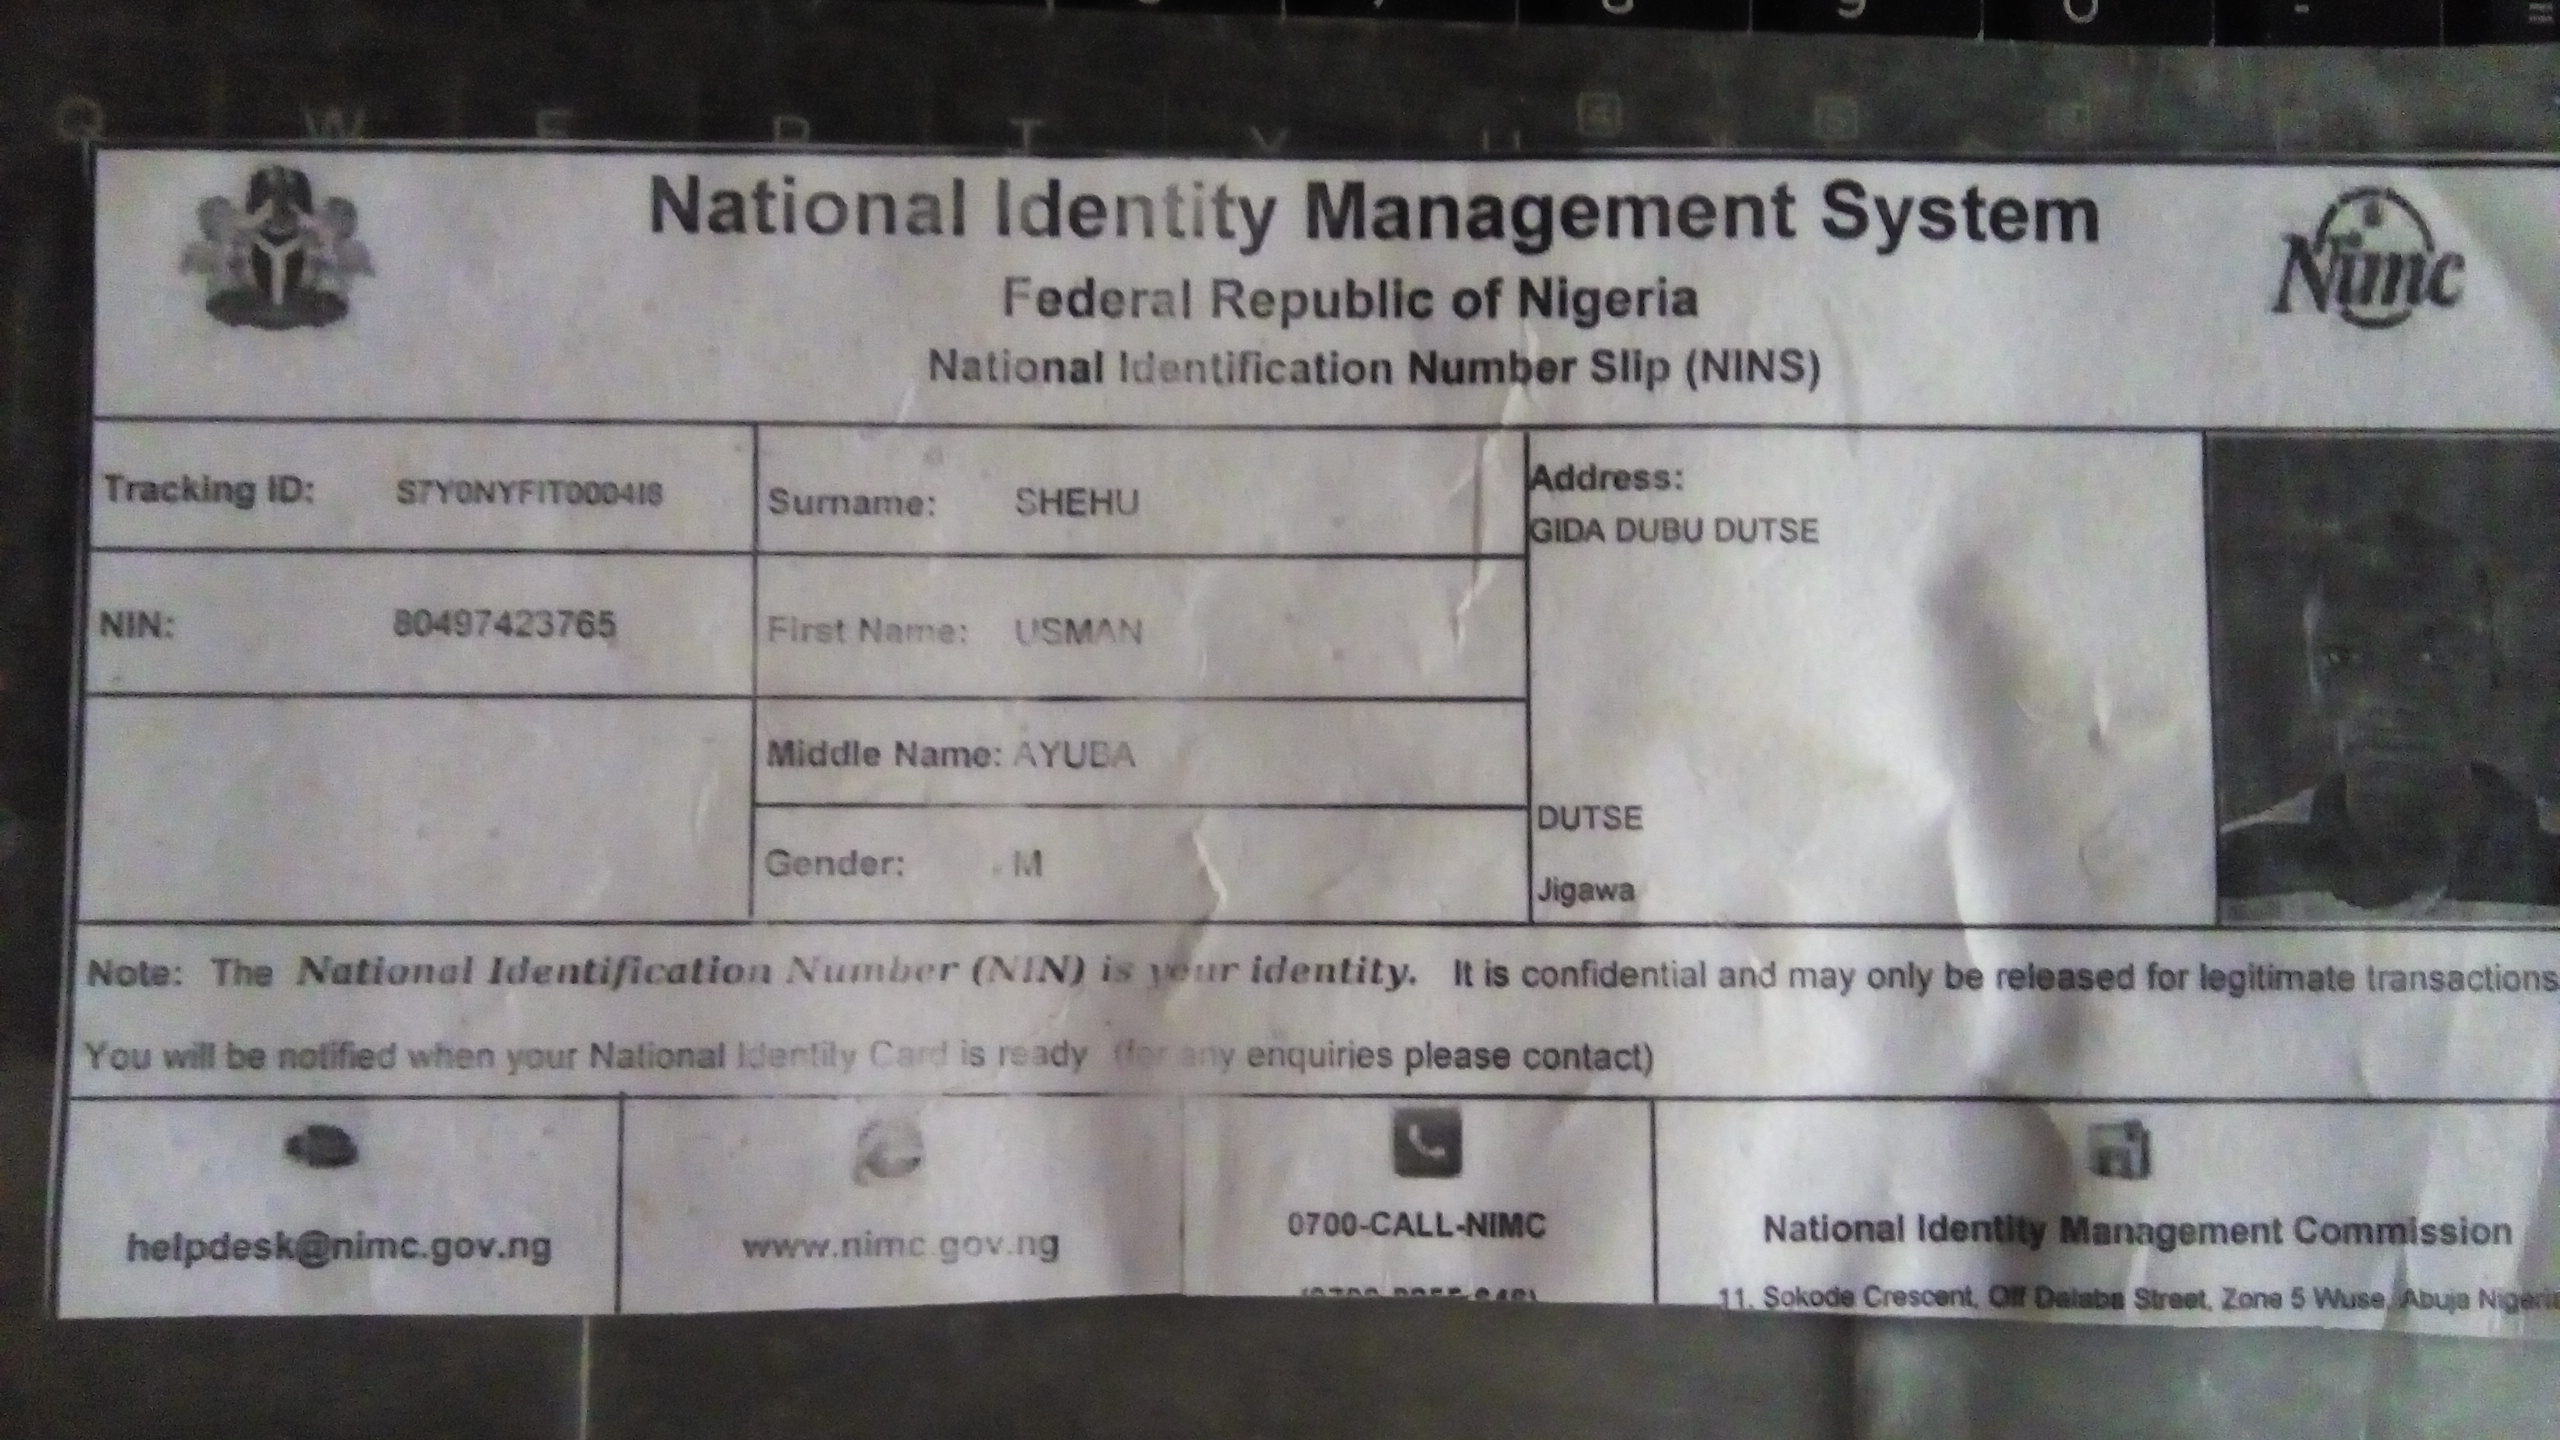 National Identity Management System
Federal Republic of Nigeria
National Identification Number Slip (NINS)
Nimc
Tracking ID: S7Y0NYFIT0004I8
Surname: SHEHU
Address:
GIDA DUBU DUTSE
NIN: 80497423765
First Name: USMAN
Middle Name: AYUBA
DUTSE
Gender: M
Jigawa
Note: The National Identification Number (NIN) is your identity. It is confidential and may only be released for legitimate transactions
You will be notified when your National Identity Card is ready (for any enquiries please contact)
helpdesk@nimc.gov.ng
www.nimc.gov.ng
0700-CALL-NIMC
National Identity Management Commission
11, Sokode Crescent, Off Dalaba Street, Zone 5 Wuse, Abuja Nigeria